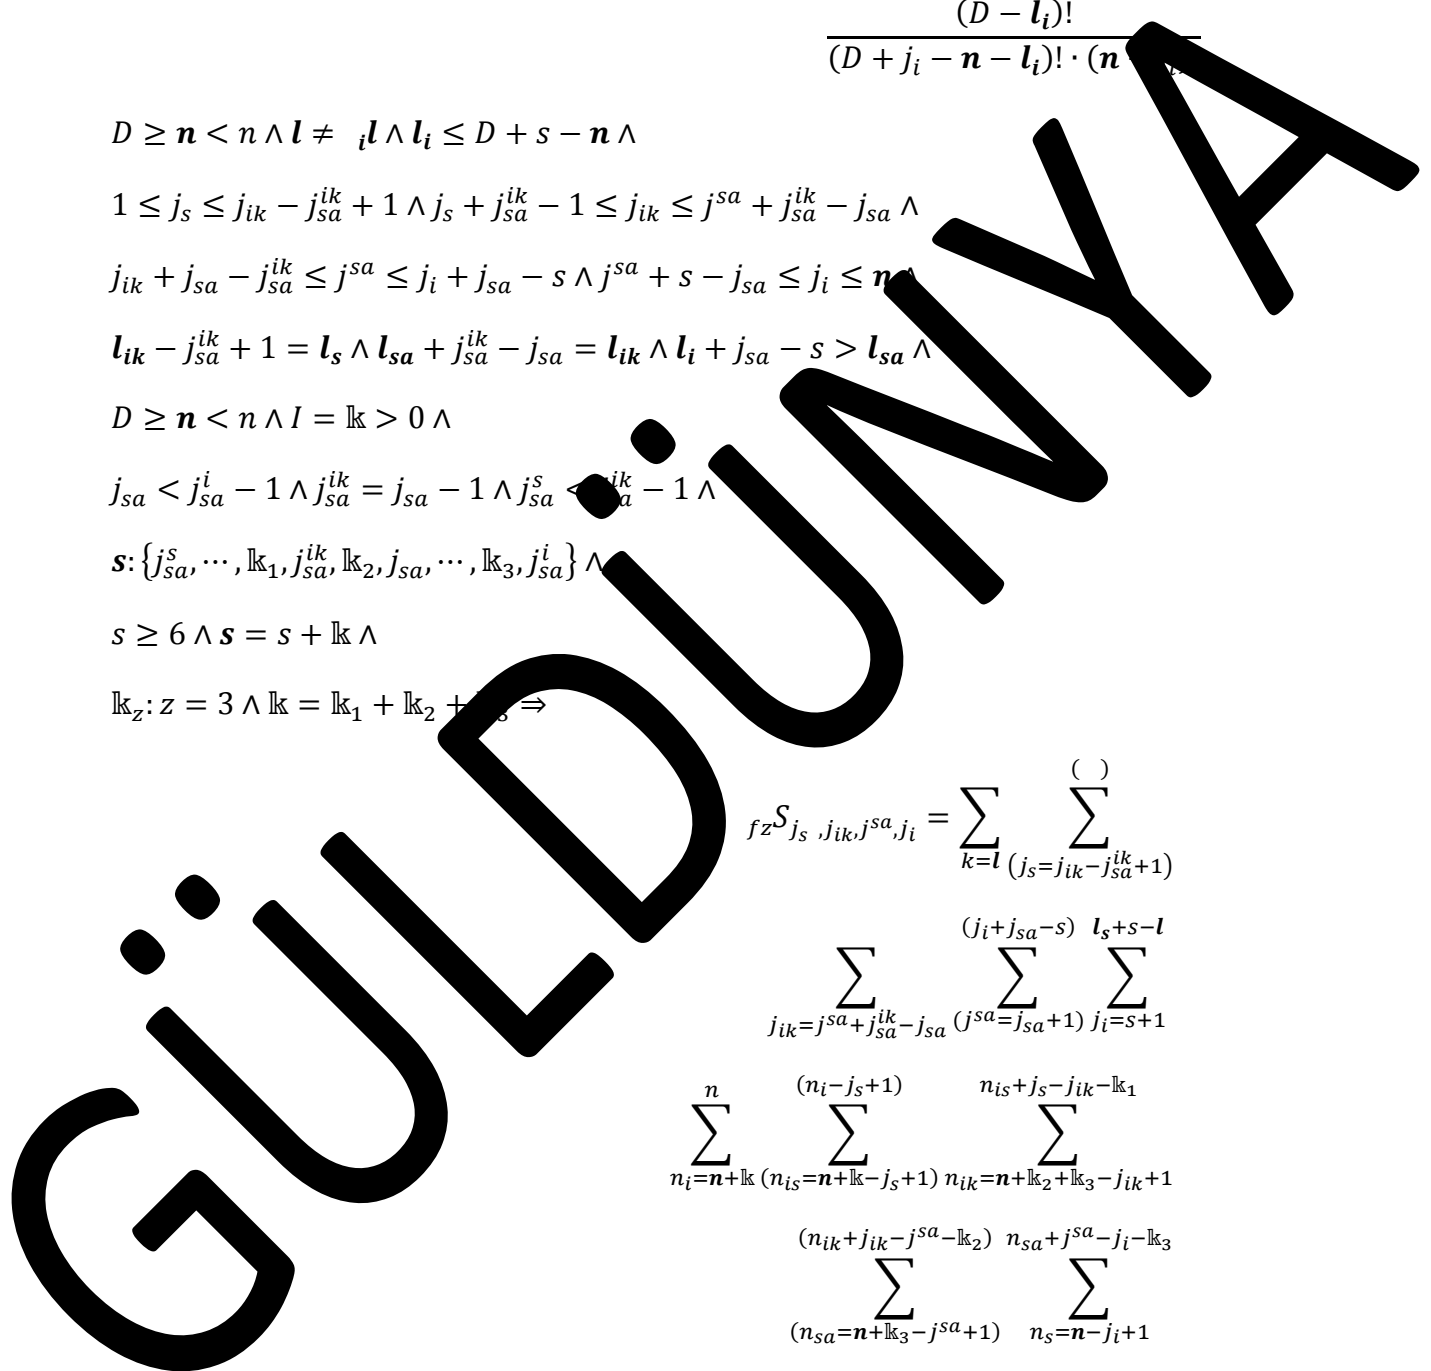 (D − l_i)!
(D + j_i − n − l_i)! · (n
D ≥ n < n ∧ l ≠ _il ∧ l_i ≤ D + s − n ∧
1 ≤ j_s ≤ j_ik − j_sa^ik + 1 ∧ j_s + j_sa^ik − 1 ≤ j_ik ≤ j^sa + j_sa^ik − j_sa ∧
j_ik + j_sa − j_sa^ik ≤ j^sa ≤ j_i + j_sa − s ∧ j^sa + s − j_sa ≤ j_i ≤ n ∧
l_ik − j_sa^ik + 1 = l_s ∧ l_sa + j_sa^ik − j_sa = l_ik ∧ l_i + j_sa − s > l_sa ∧
D ≥ n < n ∧ I = 𝕜 > 0 ∧
j_sa < j_sa^i − 1 ∧ j_sa^ik = j_sa − 1 ∧ j_sa^s < j_sa^ik − 1 ∧
s: {j_sa^s, ⋯ , 𝕜_1, j_sa^ik, 𝕜_2, j_sa, ⋯ , 𝕜_3, j_sa^i} ∧
s ≥ 6 ∧ s = s + 𝕜 ∧
𝕜_z: z = 3 ∧ 𝕜 = 𝕜_1 + 𝕜_2 + 𝕜_3 ⇒
( )
_fzS_{j_s ,j_ik,j^sa,j_i} = ∑ ∑
k=l (j_s=j_ik−j_sa^ik+1)
(j_i+j_sa−s) l_s+s−l
∑ ∑ ∑
j_ik=j^sa+j_sa^ik−j_sa (j^sa=j_sa+1) j_i=s+1
n (n_i−j_s+1) n_is+j_s−j_ik−𝕜_1
∑ ∑ ∑
n_i=n+𝕜 (n_is=n+𝕜−j_s+1) n_ik=n+𝕜_2+𝕜_3−j_ik+1
(n_ik+j_ik−j^sa−𝕜_2) n_sa+j^sa−j_i−𝕜_3
∑ ∑
(n_sa=n+𝕜_3−j^sa+1) n_s=n−j_i+1
GÜLDÜNYA